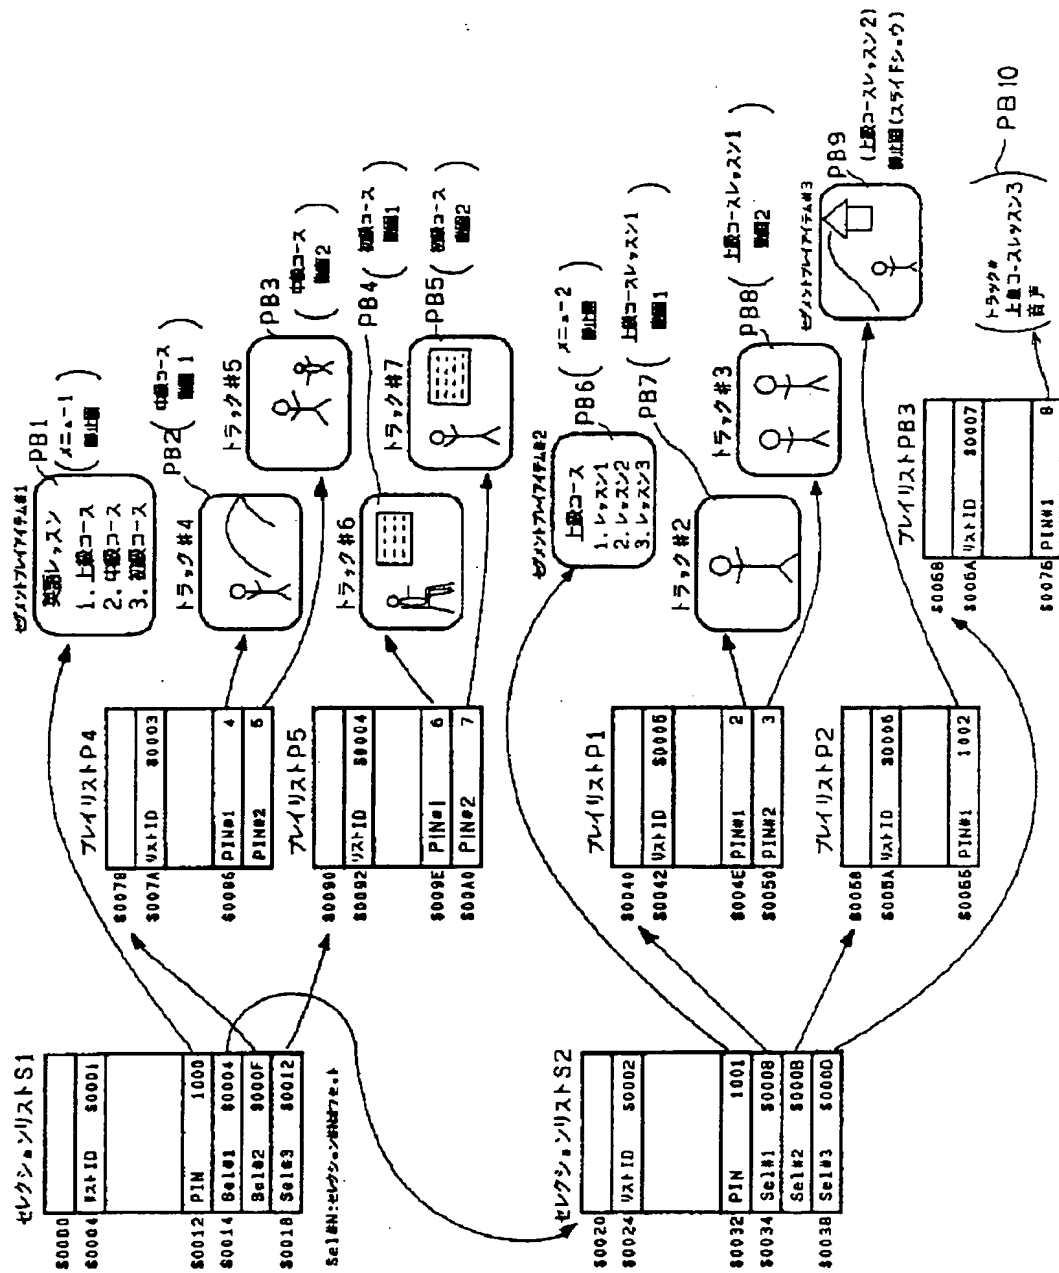 セレクションリストS1
$0000
$0004 リストID $0001
$0012 PIN 1000
$0014 Sel#1 $0004
Sel#2 $000F
$0018 Sel#3 $0012
プレイリストP4
$0078
$007A リストID $0003
$0086 PIN#1 4
PIN#2 5
プレイリストP5
$0090
$0092 リストID $0004
$009E PIN#1 6
$00A0 PIN#2 7
セグメントプレイアイテム#1
英語レッスン
1. 上級コース
2. 中級コース
3. 初級コース
PB1
(メニュー1 静止画)
トラック#4
PB2
(中級コース 動画1)
トラック#5
PB3
(中級コース 動画2)
トラック#6
PB4
(初級コース 動画1)
トラック#7
PB5
(初級コース 動画2)
セレクションリストS2
$0020
$0024 リストID $0002
$0032 PIN 1001
$0034 Sel#1 $0008
Sel#2 $000B
$0038 Sel#3 $000D
プレイリストP1
$0040
$0042 リストID $0005
$004E PIN#1 2
$0050 PIN#2 3
プレイリストP2
$0058
$005A リストID $0006
PIN#1 1002
セグメントプレイアイテム#2
上級コース
1. レッスン1
2. レッスン2
3. レッスン3
PB6
(メニュー2 静止画)
トラック#2
PB7
(上級コースレッスン1 動画1)
トラック#3
PB8
(上級コースレッスン1 動画2)
セグメントプレイアイテム#3
PB9
(上級コースレッスン2)
静止画(スライドショウ)
プレイリストPB3
$0068
$006A リストID $0007
$0076 PIN#1 8
(トラック#
上級コースレッスン3
音声)
PB10